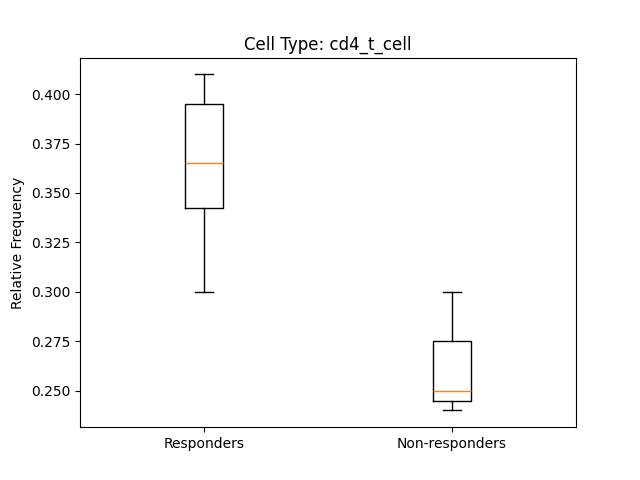 Cell Type: cd4_t_cell
Relative Frequency
0.400
0.375
0.350
0.325
0.300
0.275
0.250
Responders
Non-responders